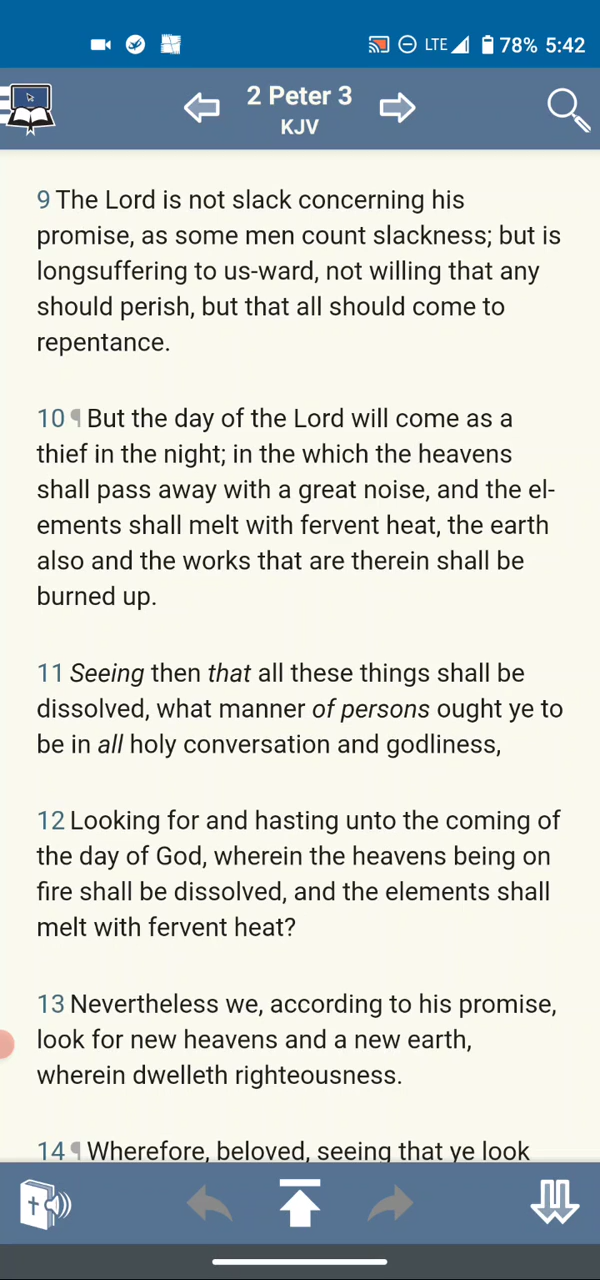 LTE 78% 5:42
2 Peter 3
KJV
9 The Lord is not slack concerning his
promise, as some men count slackness; but is
longsuffering to us-ward, not willing that any
should perish, but that all should come to
repentance.
10 ¶ But the day of the Lord will come as a
thief in the night; in the which the heavens
shall pass away with a great noise, and the el-
ements shall melt with fervent heat, the earth
also and the works that are therein shall be
burned up.
11 Seeing then that all these things shall be
dissolved, what manner of persons ought ye to
be in all holy conversation and godliness,
12 Looking for and hasting unto the coming of
the day of God, wherein the heavens being on
fire shall be dissolved, and the elements shall
melt with fervent heat?
13 Nevertheless we, according to his promise,
look for new heavens and a new earth,
wherein dwelleth righteousness.
14 ¶ Wherefore, beloved, seeing that ye look